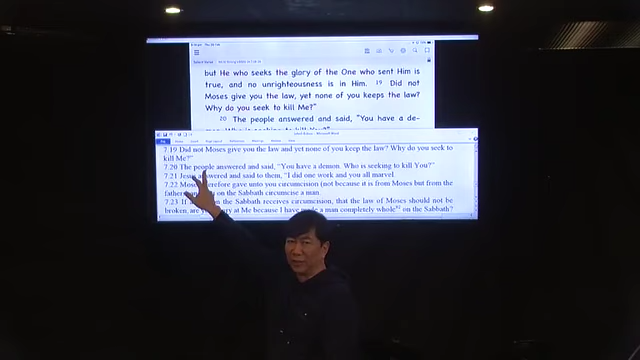 but He who seeks the glory of the One who sent Him is
true, and no unrighteousness is in Him. 19 Did not
Moses give you the law, yet none of you keeps the law?
Why do you seek to kill Me?"
20 The people answered and said, "You have a de-
7.19 Did not Moses give you the law and yet none of you keep the law? Why do you seek to
kill Me?"
7.20 The people answered and said, "You have a demon. Who is seeking to kill You?"
7.21 Jesus answered and said to them, "I did one work and you all marvel.
7.22 Moses therefore gave unto you circumcision (not because it is from Moses but from the
on the Sabbath circumcise a man.
7.23 If a the Sabbath receives circumcision, that the law of Moses should not be
broken, are at Me because I have a man completely whole on the Sabbath?